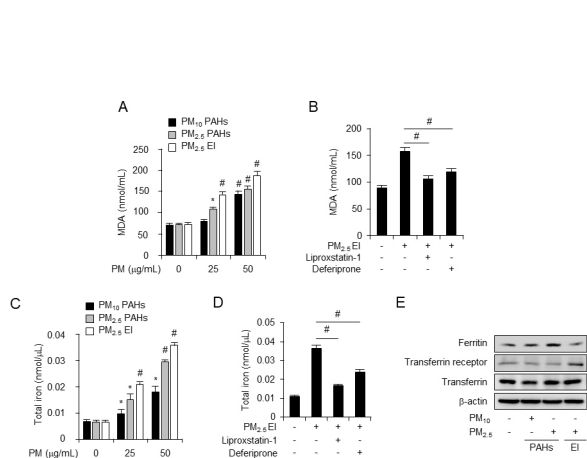 A
PM10 PAHs
PM2.5 PAHs
PM2.5 EI
MDA (nmol/mL)
250
200
150
100
50
0
* # # # # #
PM (μg/mL) 0 25 50
B
MDA (nmol/mL)
200
150
100
50
0
#
#
PM2.5 EI - + + +
Liproxstatin-1 - - + -
Deferiprone - - - +
C
PM10 PAHs
PM2.5 PAHs
PM2.5 EI
Total iron (nmol/μL)
0.04
0.03
0.02
0.01
0
* * # * # #
PM (μg/mL) 0 25 50
D
Total iron (nmol/μL)
0.05
0.04
0.03
0.02
0.01
0
#
#
PM2.5 EI - + + +
Liproxstatin-1 - - + -
Deferiprone - - - +
E
Ferritin
Transferrin receptor
Transferrin
β-actin
PM10 - + - -
PM2.5 - - + +
PAHs EI